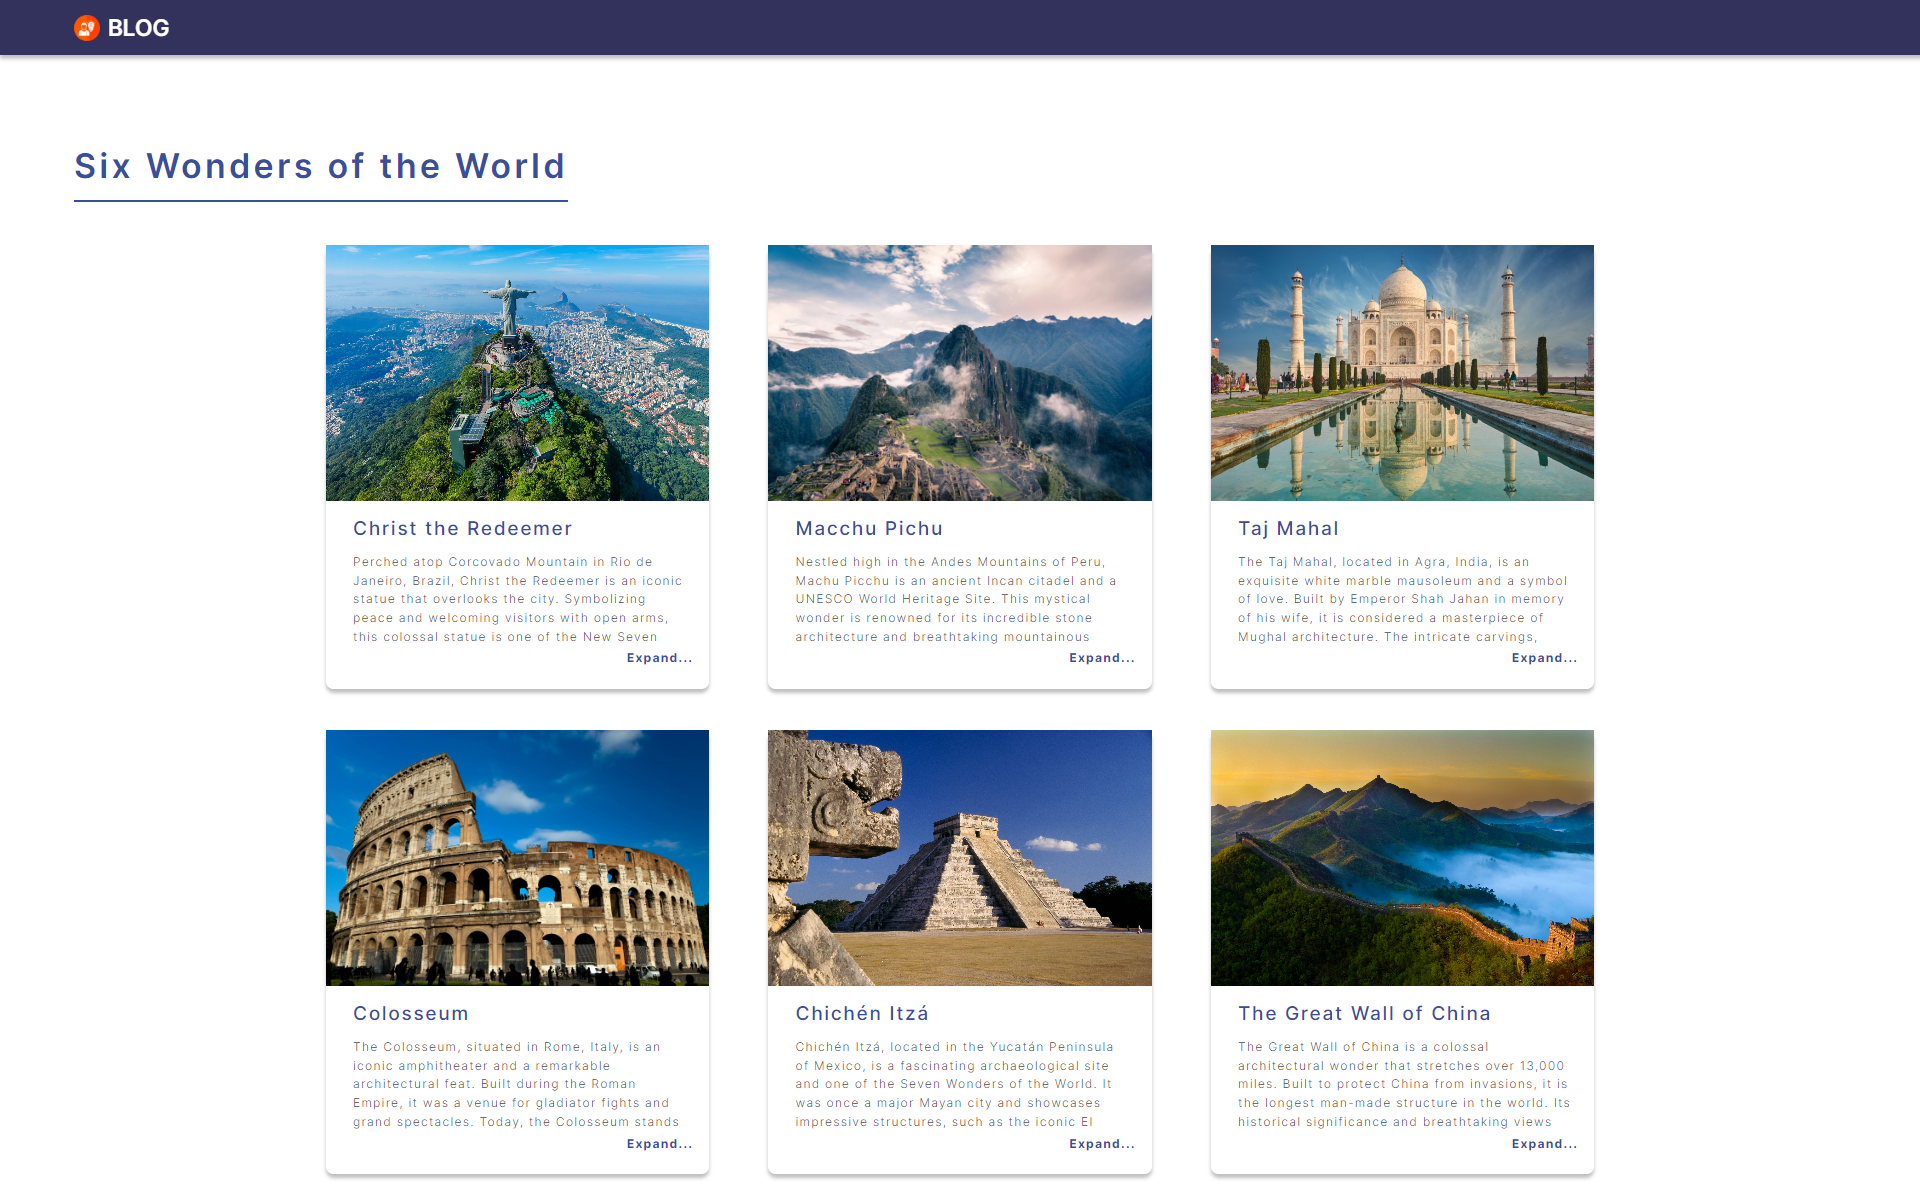 BLOG
Six Wonders of the World
Christ the Redeemer
Perched atop Corcovado Mountain in Rio de
Janeiro, Brazil, Christ the Redeemer is an iconic
statue that overlooks the city. Symbolizing
peace and welcoming visitors with open arms,
this colossal statue is one of the New Seven
Expand...
Macchu Pichu
Nestled high in the Andes Mountains of Peru,
Machu Picchu is an ancient Incan citadel and a
UNESCO World Heritage Site. This mystical
wonder is renowned for its incredible stone
architecture and breathtaking mountainous
Expand...
Taj Mahal
The Taj Mahal, located in Agra, India, is an
exquisite white marble mausoleum and a symbol
of love. Built by Emperor Shah Jahan in memory
of his wife, it is considered a masterpiece of
Mughal architecture. The intricate carvings,
Expand...
Colosseum
The Colosseum, situated in Rome, Italy, is an
iconic amphitheater and a remarkable
architectural feat. Built during the Roman
Empire, it was a venue for gladiator fights and
grand spectacles. Today, the Colosseum stands
Expand...
Chichén Itzá
Chichén Itzá, located in the Yucatán Peninsula
of Mexico, is a fascinating archaeological site
and one of the Seven Wonders of the World. It
was once a major Mayan city and showcases
impressive structures, such as the iconic El
Expand...
The Great Wall of China
The Great Wall of China is a colossal
architectural wonder that stretches over 13,000
miles. Built to protect China from invasions, it is
the longest man-made structure in the world. Its
historical significance and breathtaking views
Expand...